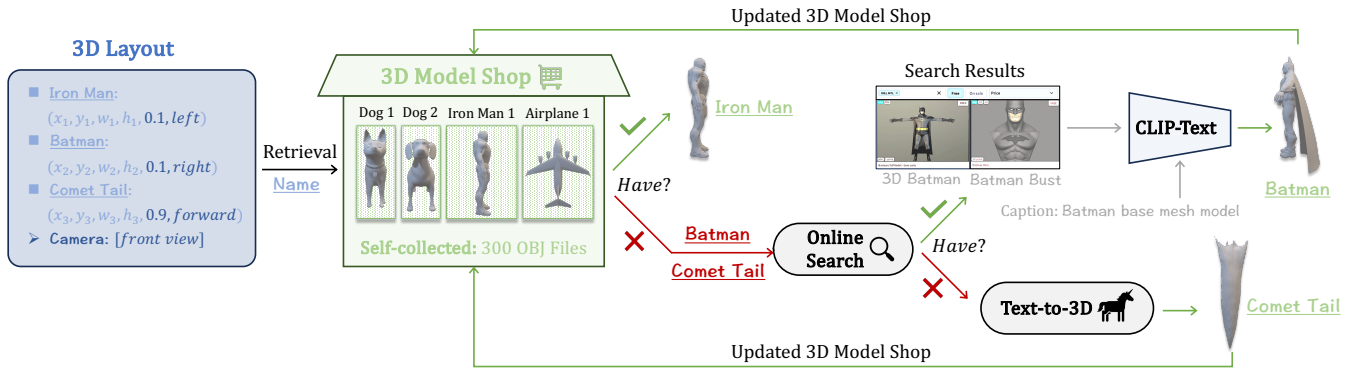 Updated 3D Model Shop
3D Layout
Iron Man:
(x₁, y₁, w₁, h₁, 0.1, left)
Batman:
(x₂, y₂, w₂, h₂, 0.1, right)
Comet Tail:
(x₃, y₃, w₃, h₃, 0.9, forward)
Camera: [front view]
Retrieval
Name
3D Model Shop
Dog 1 Dog 2 Iron Man 1 Airplane 1
Self-collected: 300 OBJ Files
Have?
Iron Man
Batman
Comet Tail
Online
Search
Have?
Search Results
Free
Price
3D Batman Batman Bust
CLIP-Text
Caption: Batman base mesh model
Batman
Text-to-3D
Comet Tail
Updated 3D Model Shop